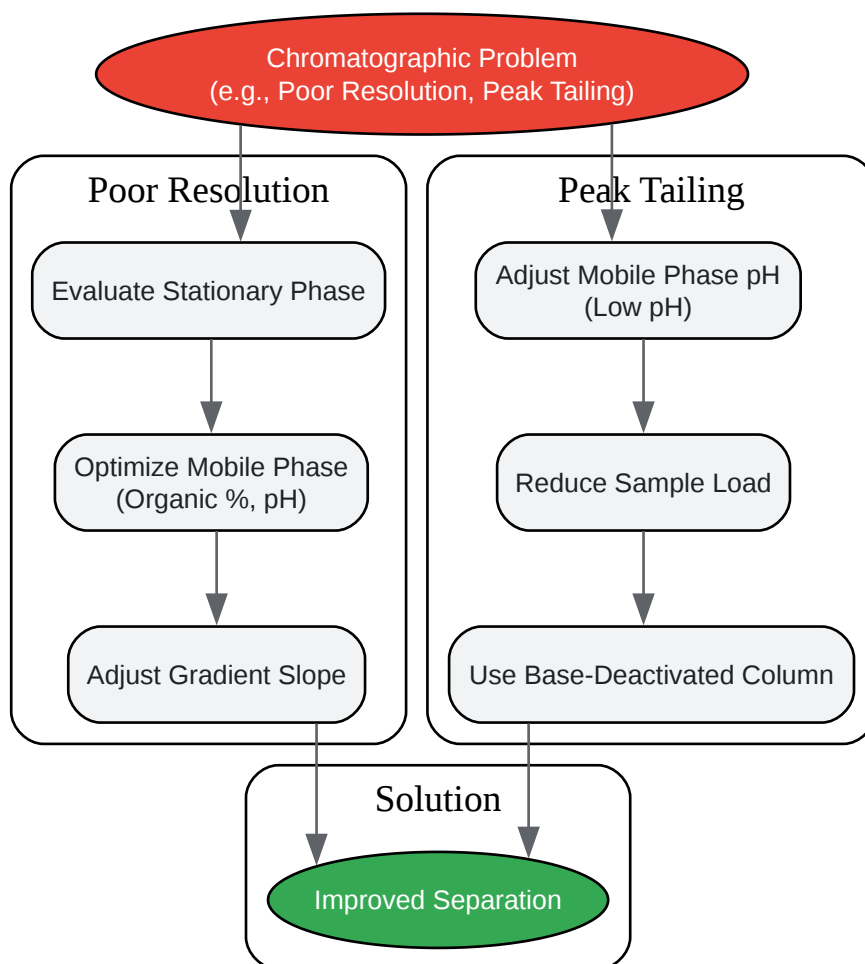 Chromatographic Problem
(e.g., Poor Resolution, Peak Tailing)
Poor Resolution
Evaluate Stationary Phase
Optimize Mobile Phase
(Organic %, pH)
Adjust Gradient Slope
Peak Tailing
Adjust Mobile Phase pH
(Low pH)
Reduce Sample Load
Use Base-Deactivated Column
Solution
Improved Separation